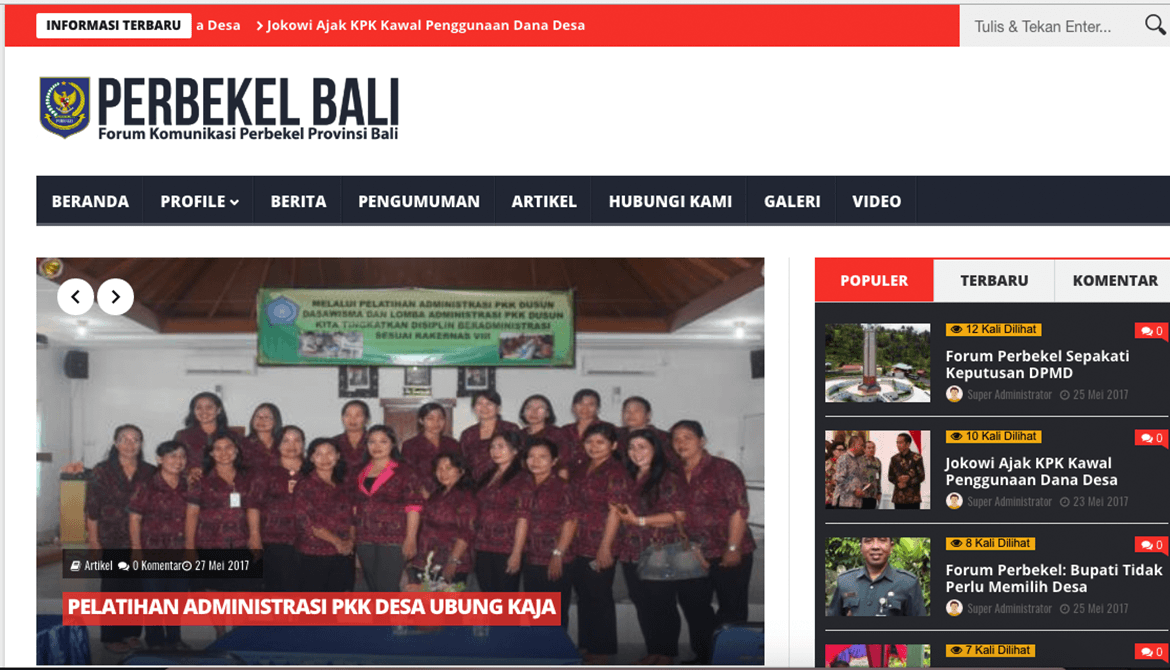 INFORMASI TERBARU a Desa Jokowi Ajak KPK Kawal Penggunaan Dana Desa
Tulis & Tekan Enter...
PERBEKEL BALI
Forum Komunikasi Perbekel Provinsi Bali
BERANDA PROFILE BERITA PENGUMUMAN ARTIKEL HUBUNGI KAMI GALERI VIDEO
MELALUI PELATIHAN ADMINISTRASI PKK DUSUN
DASAWISMA DAN LOMBA ADMINISTRASI PKK DUSUN
KITA TINGKATKAN DISIPLIN BERADMINISTRASI
SESUAI RAKERNAS VIII
Artikel 0 Komentar 27 Mei 2017
PELATIHAN ADMINISTRASI PKK DESA UBUNG KAJA
POPULER TERBARU KOMENTAR
12 Kali Dilihat 0
Forum Perbekel Sepakati
Keputusan DPMD
Super Administrator 25 Mei 2017
10 Kali Dilihat 0
Jokowi Ajak KPK Kawal
Penggunaan Dana Desa
Super Administrator 23 Mei 2017
8 Kali Dilihat 0
Forum Perbekel: Bupati Tidak
Perlu Memilih Desa
Super Administrator 25 Mei 2017
7 Kali Dilihat 0